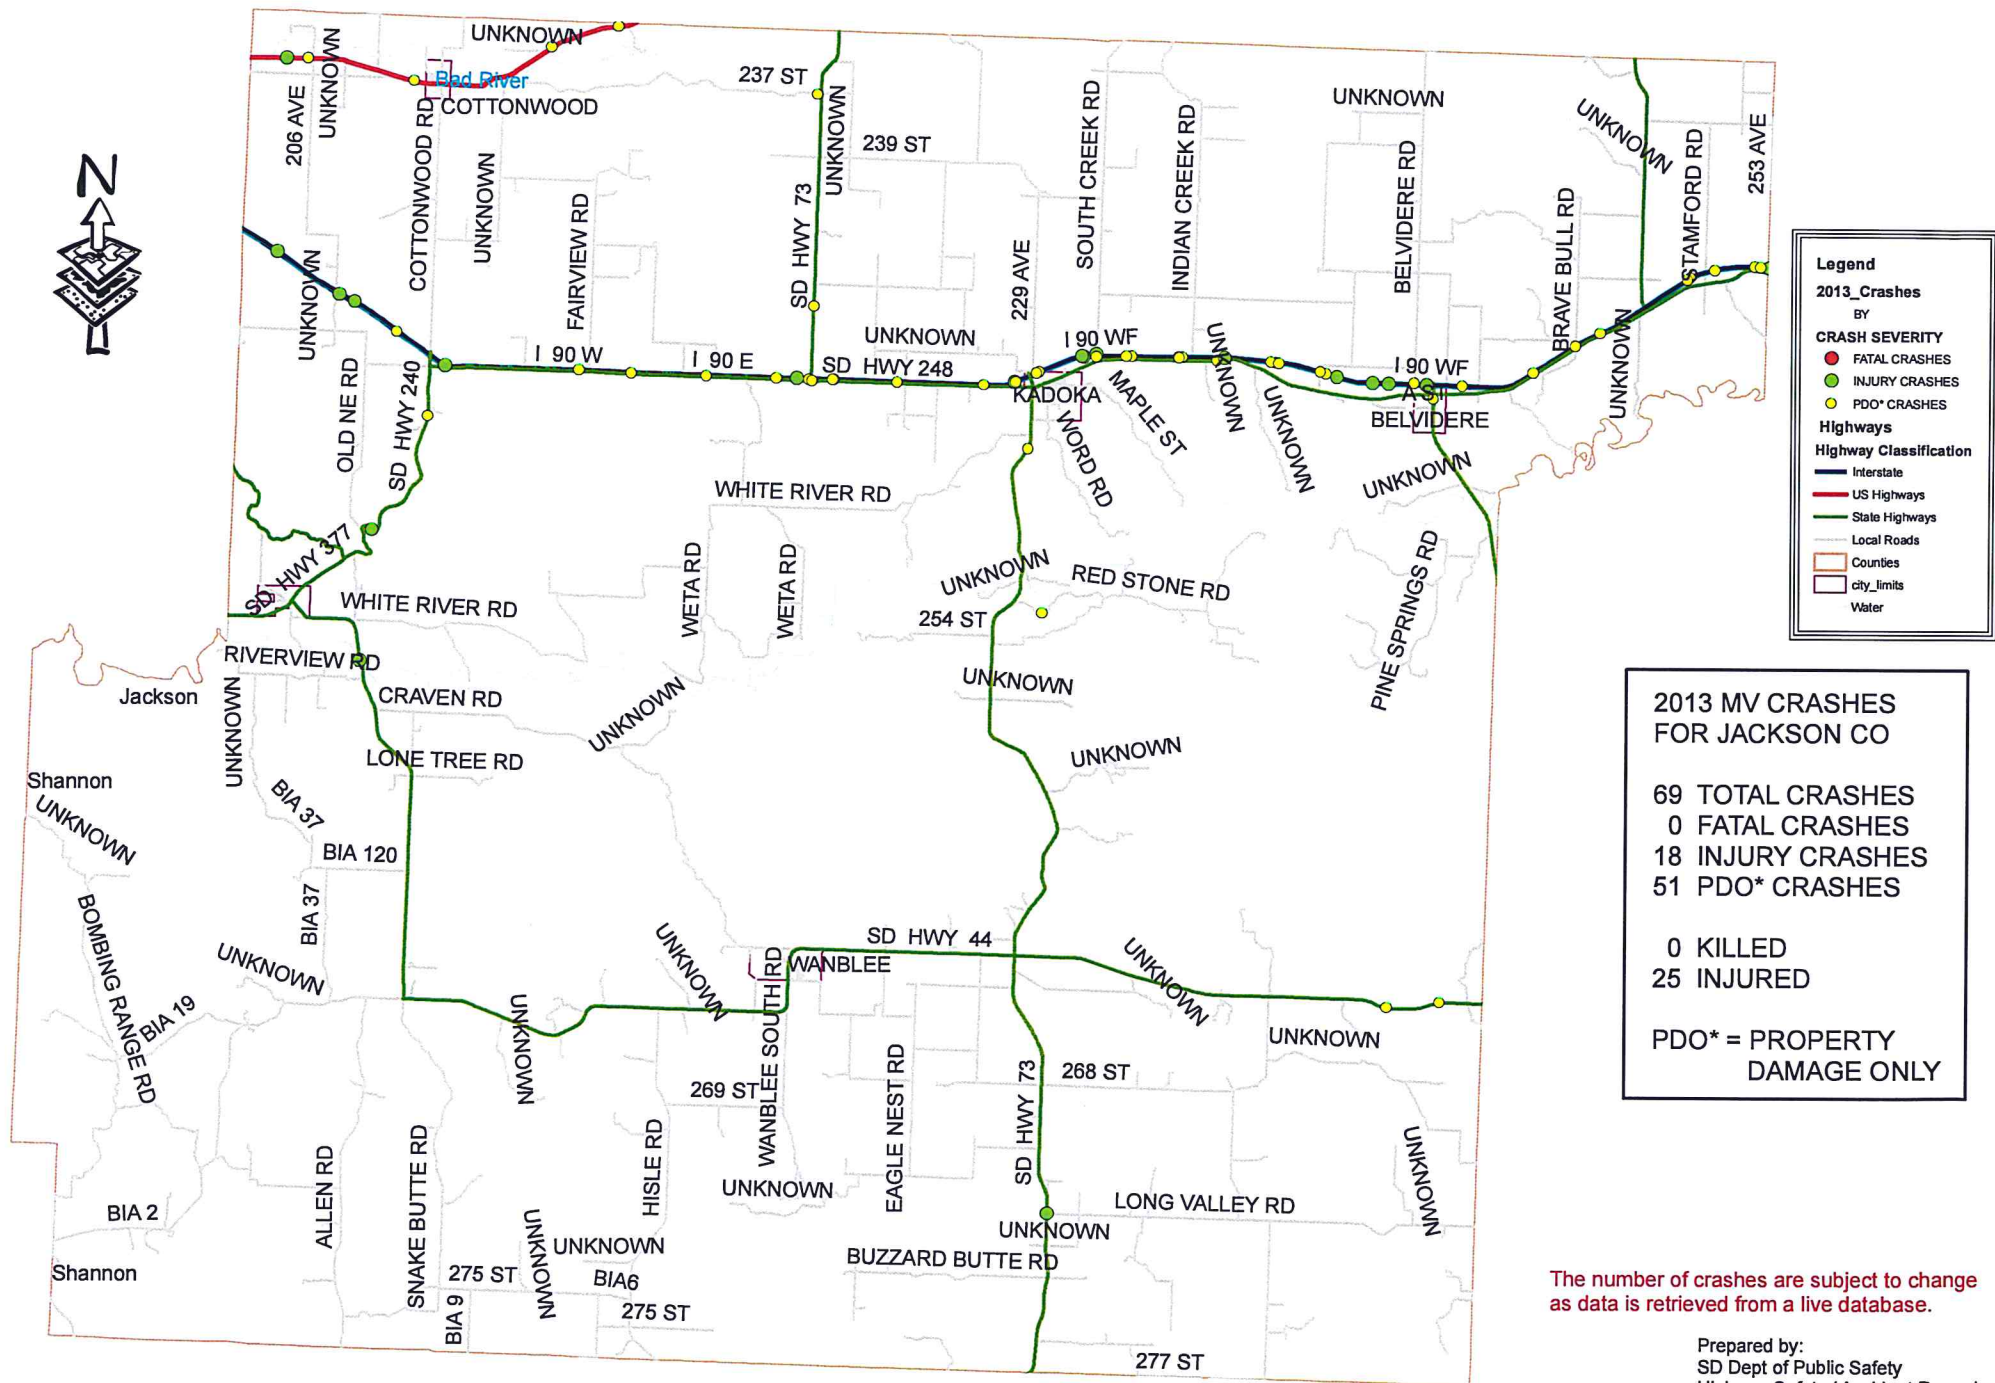 UNKNOWN
UNKNOWN
Bad River
COTTONWOOD
237 ST
206 AVE
UNKNOWN
COTTONWOOD RD
UNKNOWN
SD HWY 73
239 ST
SOUTH CREEK RD
INDIAN CREEK RD
UNKNOWN
BELVIDERE RD
UNKNOWN
STAMFORD RD
253 AVE
N
UNKNOWN
FAIRVIEW RD
229 AVE
BRAVE BULL RD
UNKNOWN
I 90 W
I 90 E
SD HWY 248
UNKNOWN
I 90 WF
UNKNOWN
I 90 WF
UNKNOWN
OLD NE RD
SD HWY 240
KADOKA
MAPLE ST
WORD RD
UNKNOWN
BELVIDERE
UNKNOWN
WHITE RIVER RD
SD HWY 377
WETA RD
WETA RD
UNKNOWN
RED STONE RD
254 ST
PINE SPRINGS RD
WHITE RIVER RD
RIVERVIEW RD
Jackson
UNKNOWN
CRAVEN RD
UNKNOWN
UNKNOWN
LONE TREE RD
UNKNOWN
Shannon
UNKNOWN
BIA 37
BIA 120
BIA 37
BOMBING RANGE RD
UNKNOWN
BIA 19
UNKNOWN
SD HWY 44
WANBLEE
UNKNOWN
WANBLEE SOUTH RD
UNKNOWN
UNKNOWN
269 ST
EAGLE NEST RD
SD HWY 73
268 ST
UNKNOWN
ALLEN RD
SNAKE BUTTE RD
HISLE RD
UNKNOWN
LONG VALLEY RD
UNKNOWN
BIA 2
Shannon
UNKNOWN
UNKNOWN
BUZZARD BUTTE RD
275 ST
BIA6
BIA 9
275 ST
277 ST
Legend
2013_Crashes
BY
CRASH SEVERITY
FATAL CRASHES
INJURY CRASHES
PDO* CRASHES
Highways
Highway Classification
Interstate
US Highways
State Highways
Local Roads
Counties
city_limits
Water
2013 MV CRASHES
FOR JACKSON CO
69 TOTAL CRASHES
0 FATAL CRASHES
18 INJURY CRASHES
51 PDO* CRASHES
0 KILLED
25 INJURED
PDO* = PROPERTY
DAMAGE ONLY
The number of crashes are subject to change
as data is retrieved from a live database.
Prepared by:
SD Dept of Public Safety